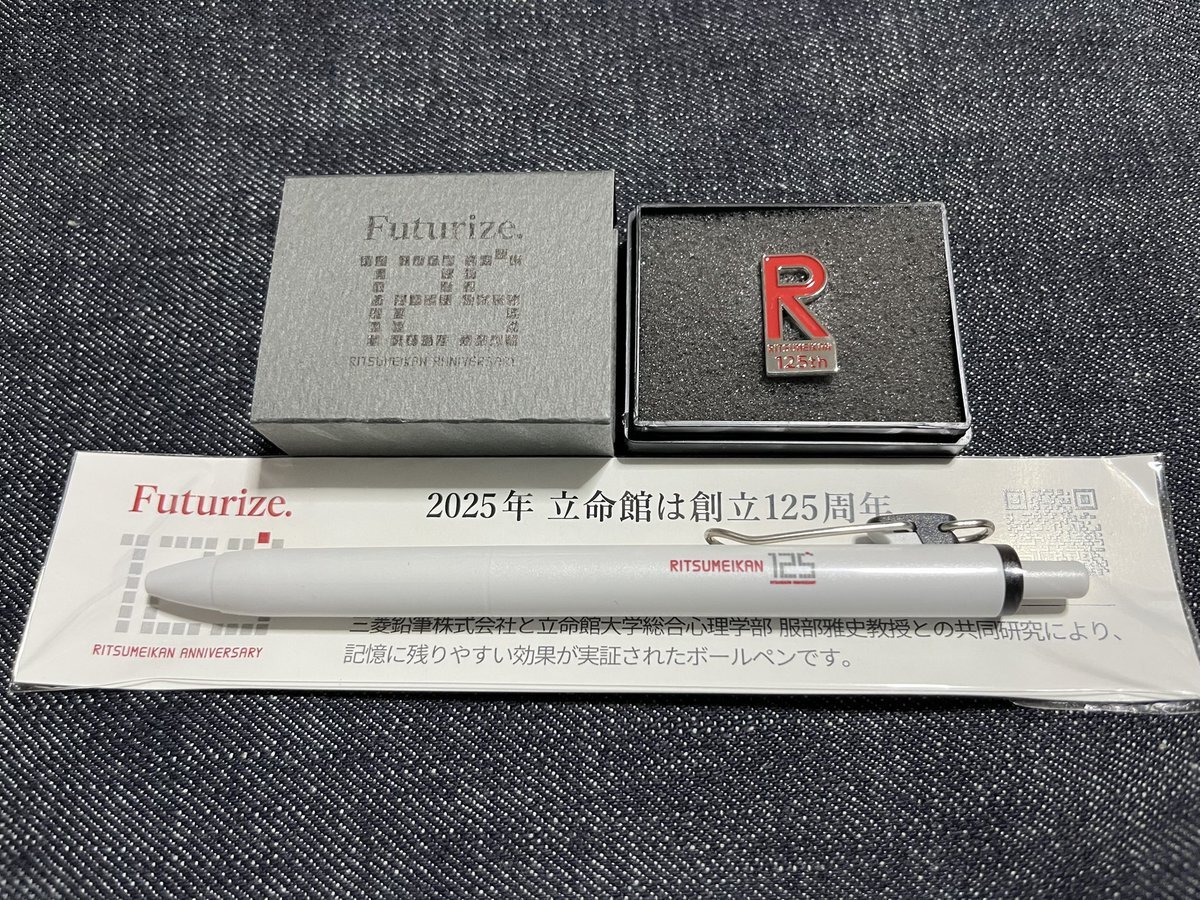 Futurize.
125
RITSUMEIKAN ANNIVERSARY
R
RITSUMEIKAN
125th
Futurize.
2025年 立命館は創立125周年
RITSUMEIKAN 125
RITSUMEIKAN ANNIVERSARY
三菱鉛筆株式会社と立命館大学総合心理学部 服部雅史教授との共同研究により、
記憶に残りやすい効果が実証されたボールペンです。